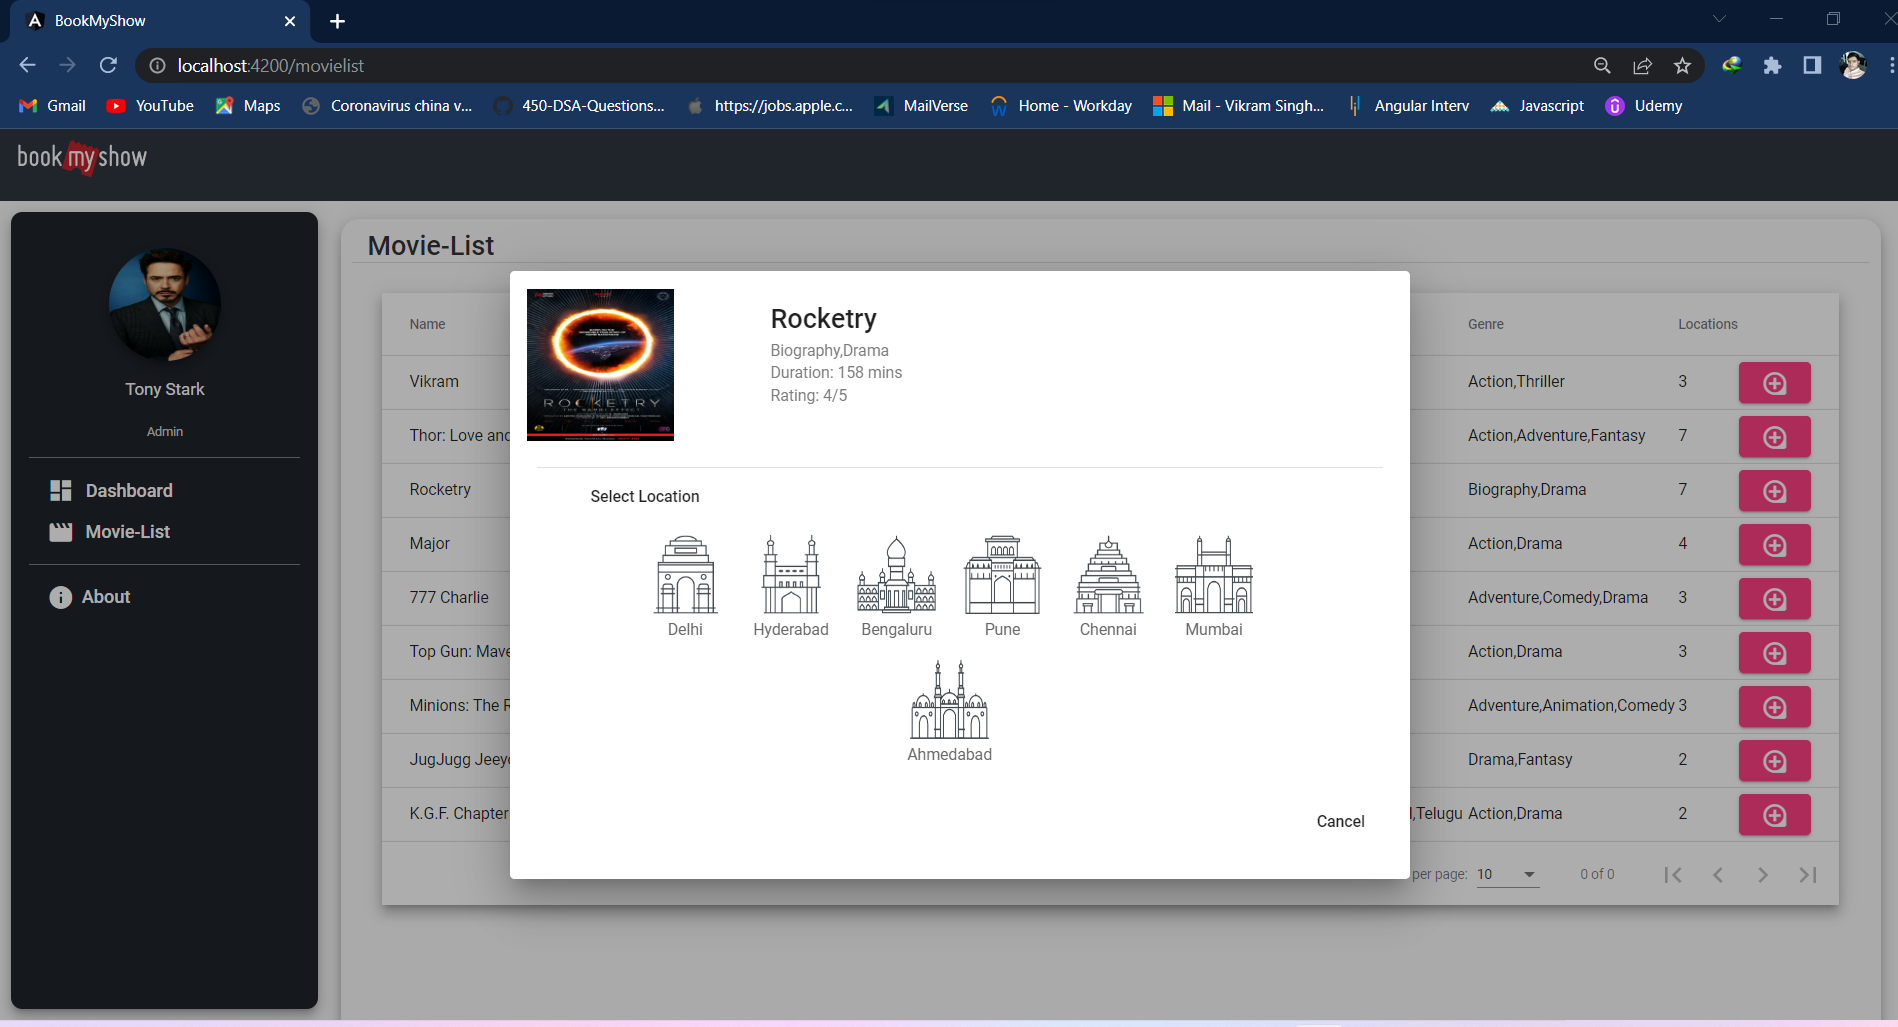 BookMyShow
localhost:4200/movielist
Gmail YouTube Maps Coronavirus china v... 450-DSA-Questions... https://jobs.apple.c... MailVerse Home - Workday Mail - Vikram Singh... Angular Interv Javascript Udemy
book my show
Tony Stark
Admin
Dashboard
Movie-List
About
Movie-List
Name Genre Locations
Vikram Action,Thriller 3
Thor: Love and Action,Adventure,Fantasy 7
Rocketry Biography,Drama 7
Major Action,Drama 4
777 Charlie Adventure,Comedy,Drama 3
Top Gun: Mave Action,Drama 3
Minions: The R Adventure,Animation,Comedy 3
JugJugg Jeeyo Drama,Fantasy 2
K.G.F. Chapter ,Telugu Action,Drama 2
per page: 10 0 of 0
ROCKETRY
Rocketry
Biography,Drama
Duration: 158 mins
Rating: 4/5
Select Location
Delhi Hyderabad Bengaluru Pune Chennai Mumbai
Ahmedabad
Cancel